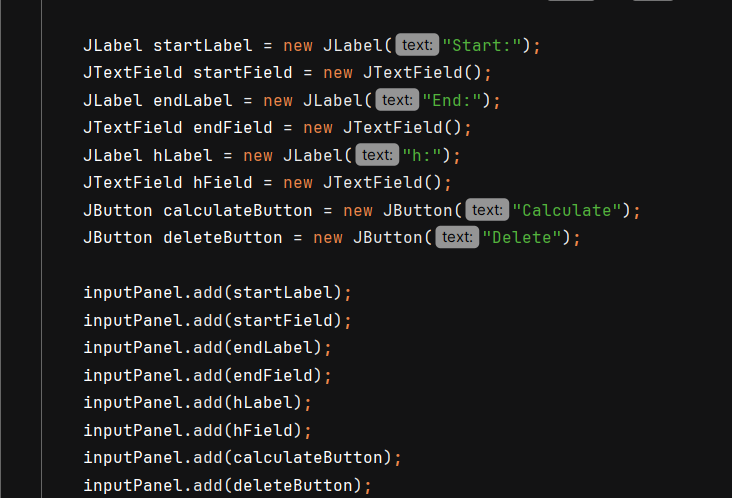 JLabel startLabel = new JLabel( text: "Start:");
JTextField startField = new JTextField();
JLabel endLabel = new JLabel( text: "End:");
JTextField endField = new JTextField();
JLabel hLabel = new JLabel( text: "h:");
JTextField hField = new JTextField();
JButton calculateButton = new JButton( text: "Calculate");
JButton deleteButton = new JButton( text: "Delete");
inputPanel.add(startLabel);
inputPanel.add(startField);
inputPanel.add(endLabel);
inputPanel.add(endField);
inputPanel.add(hLabel);
inputPanel.add(hField);
inputPanel.add(calculateButton);
inputPanel.add(deleteButton);